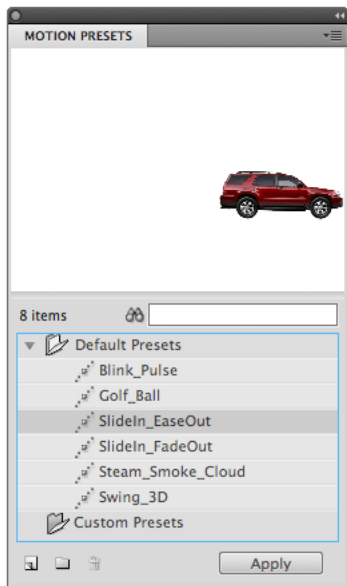 MOTION PRESETS
8 items
Default Presets
Blink_Pulse
Golf_Ball
SlideIn_EaseOut
SlideIn_FadeOut
Steam_Smoke_Cloud
Swing_3D
Custom Presets
Apply